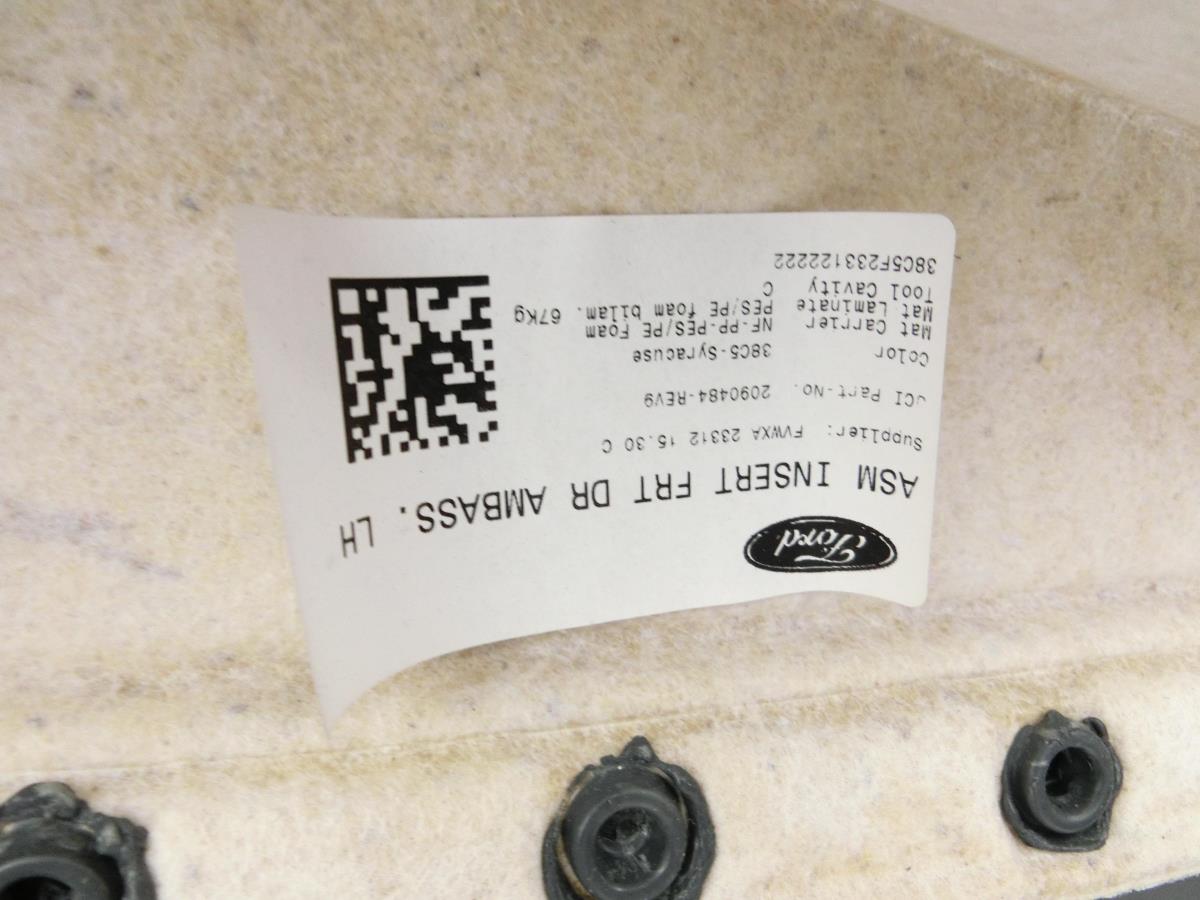 Ford
ASM INSERT FRT DR AMBASS. LH
Supplier: FVWXA 23312 15.30 C
JCI Part-No. 2090484-REV9
Color 38C5-Syracuse
Mat Carrier NF-PP-PES/PE Foam
Mat Laminate PES/PE foam bilam. 67Kg
Tool Cavity C
38C5F233122222